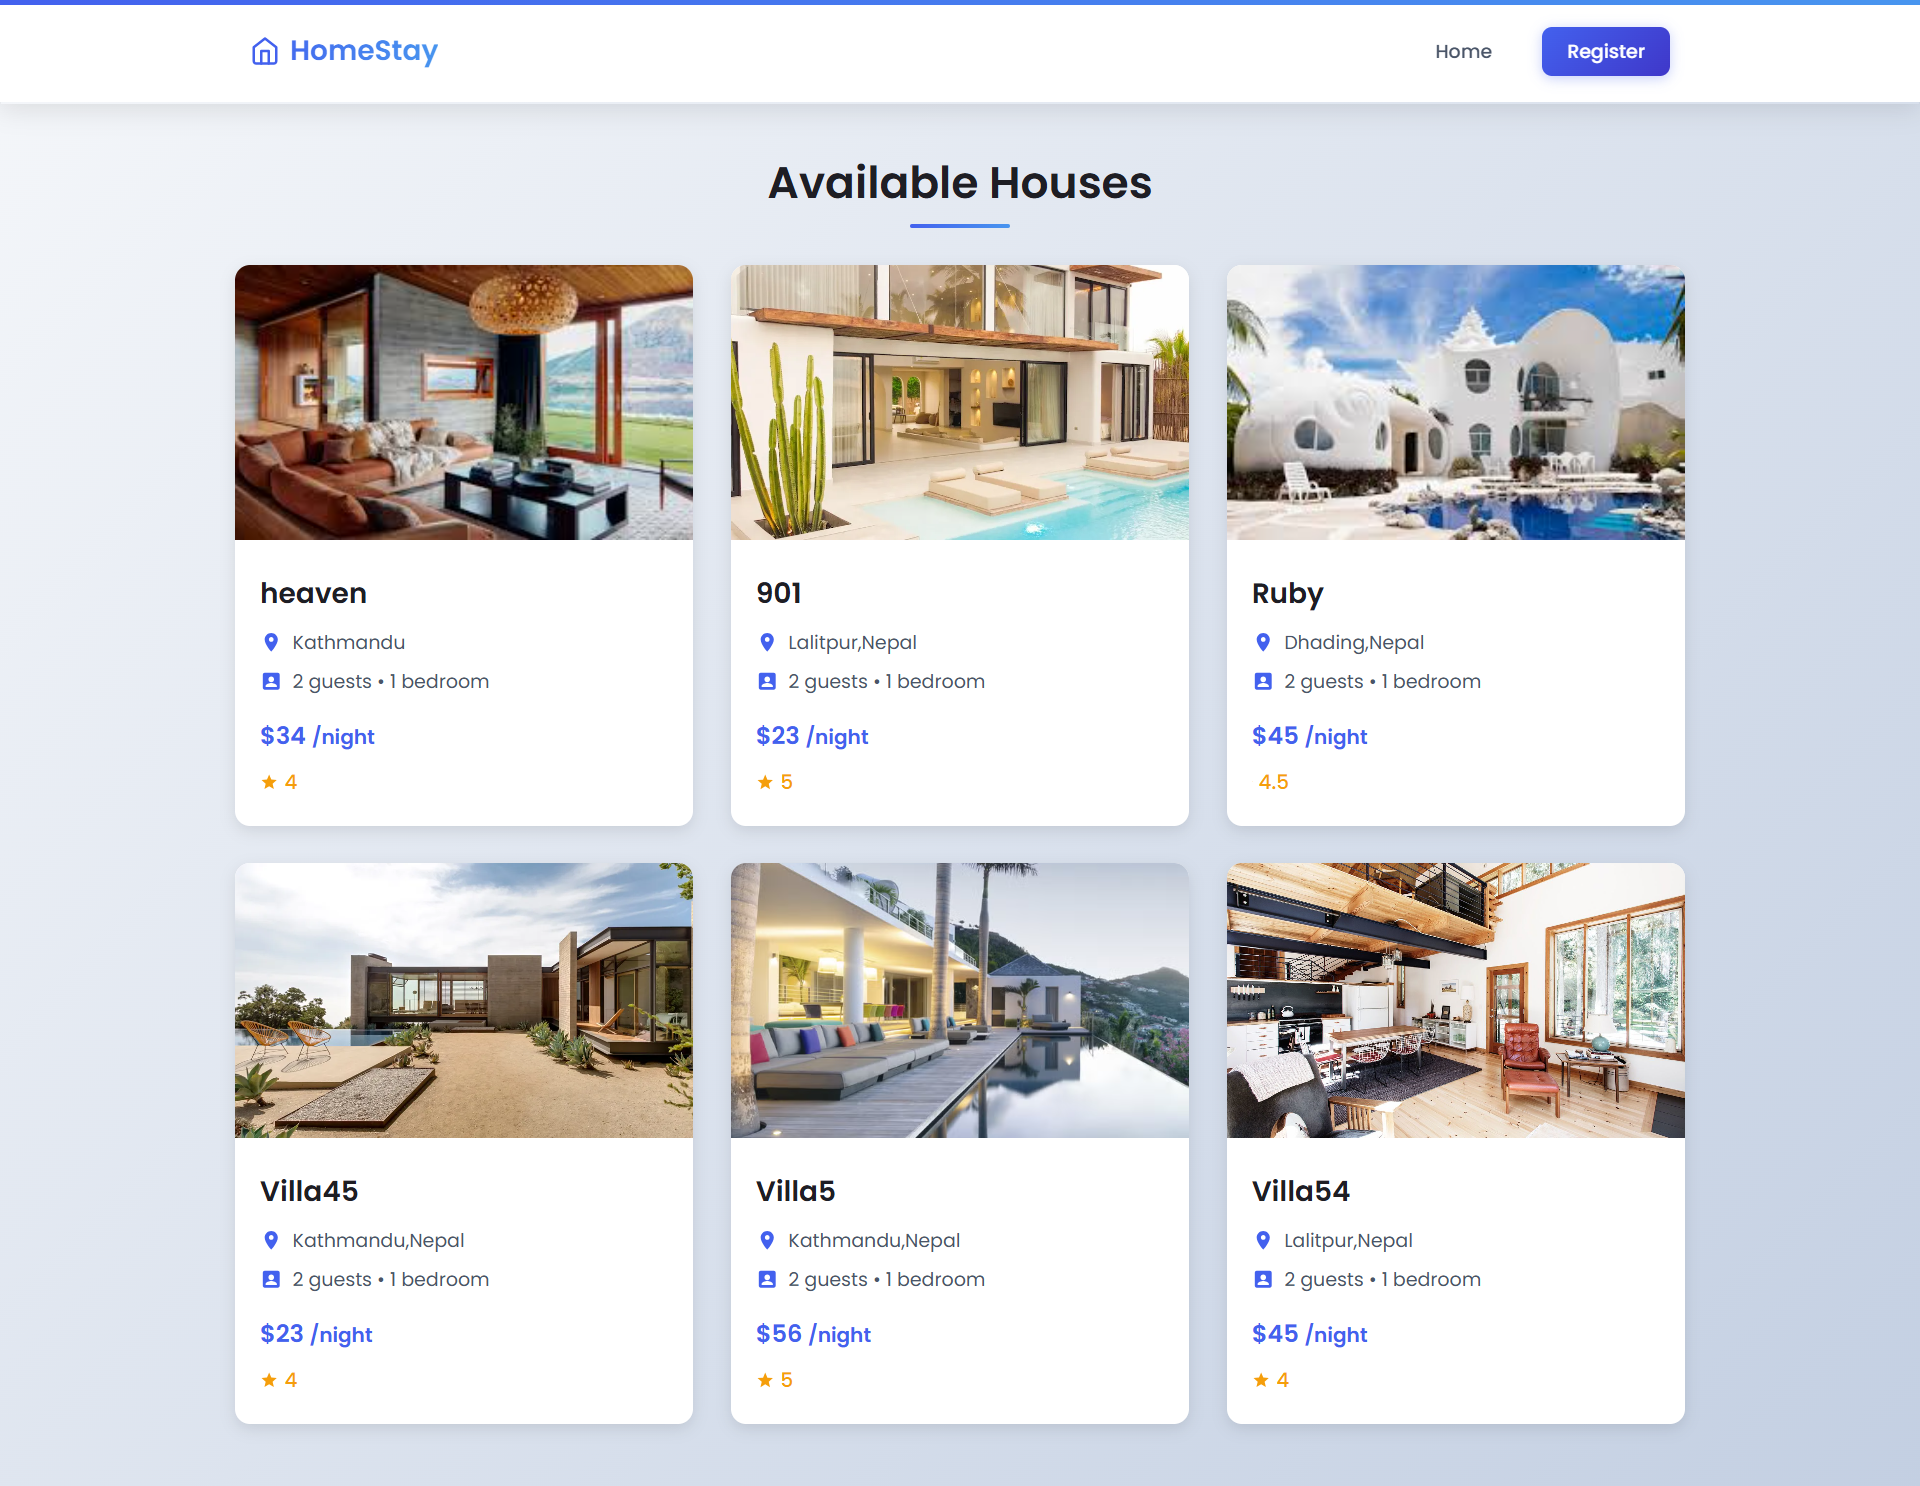 HomeStay
Home
Register
Available Houses
heaven
Kathmandu
2 guests • 1 bedroom
$34 /night
4
901
Lalitpur,Nepal
2 guests • 1 bedroom
$23 /night
5
Ruby
Dhading,Nepal
2 guests • 1 bedroom
$45 /night
4.5
Villa45
Kathmandu,Nepal
2 guests • 1 bedroom
$23 /night
4
Villa5
Kathmandu,Nepal
2 guests • 1 bedroom
$56 /night
5
Villa54
Lalitpur,Nepal
2 guests • 1 bedroom
$45 /night
4